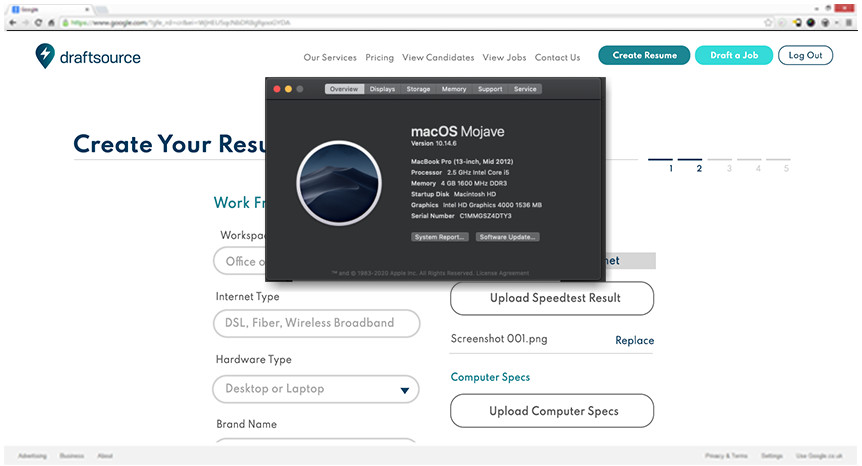 Google
https://www.google.com/
draftsource
Our Services Pricing View Candidates View Jobs Contact Us Create Resume Draft a Job Log Out
Overview Displays Storage Memory Support Service
Create Your Resu
macOS Mojave
Version 10.14.6
MacBook Pro (13-inch, Mid 2012)
Processor 2.5 GHz Intel Core i5
Memory 4 GB 1600 MHz DDR3
Startup Disk Macintosh HD
Graphics Intel HD Graphics 4000 1536 MB
Serial Number C1MMGSZ4DTY3
System Report... Software Update...
™ and © 1983-2020 Apple Inc. All Rights Reserved. License Agreement
1 2 3 4 5
Work Fr
Workspac
Office o
net
Internet Type
DSL, Fiber, Wireless Broadband
Hardware Type
Desktop or Laptop
Brand Name
Upload Speedtest Result
Screenshot 001.png Replace
Computer Specs
Upload Computer Specs
Advertising Business About Privacy & Terms Settings Use Google.co.uk